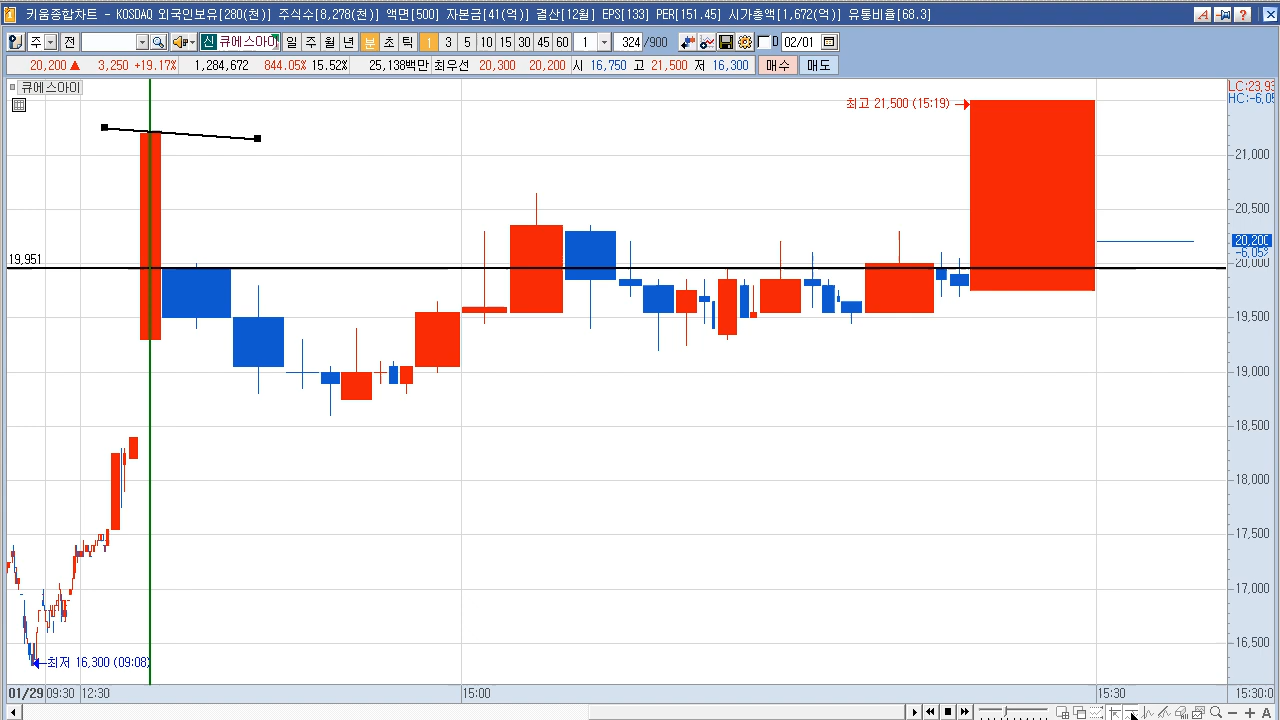 키움종합차트 - KOSDAQ 외국인보유[280(천)] 주식수[8,278(천)] 액면[500] 자본금[41(억)] 결산[12월] EPS[133] PER[151.45] 시가총액[1,672(억)] 유통비율[68.3]
주 전 신 큐에스아이 일 주 월 년 분 초 틱 1 3 5 10 15 30 45 60 1 324 /900 D 02/01
20,200 ▲ 3,250 +19.17% 1,284,672 844.05% 15.52% 25,138백만 최우선 20,300 20,200 시 16,750 고 21,500 저 16,300 매수 매도
큐에스아이
LC:23,93
HC:-6,05
최고 21,500 (15:19)
21,000
20,500
20,200
-6,05%
19,951
20,000
19,500
19,000
18,500
18,000
17,500
17,000
16,500
최저 16,300 (09:08)
01/29 09:30 12:30 15:00 15:30 15:30:0